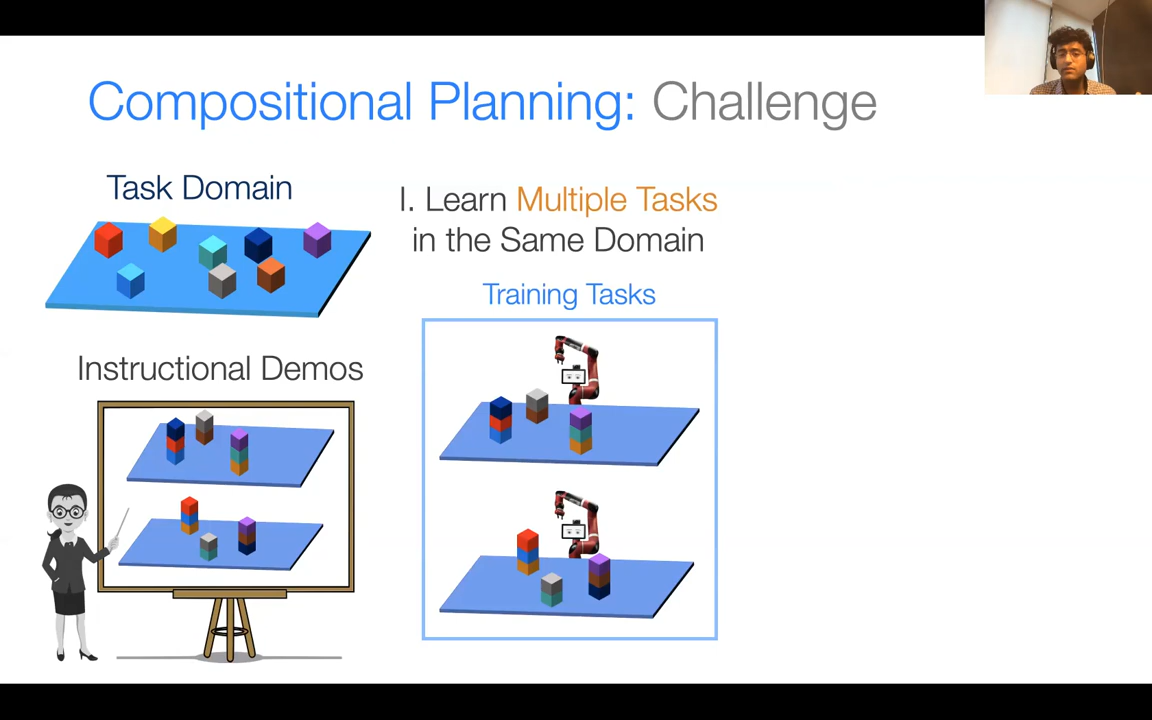 Compositional Planning: Challenge
Task Domain
I. Learn Multiple Tasks
in the Same Domain
Training Tasks
Instructional Demos